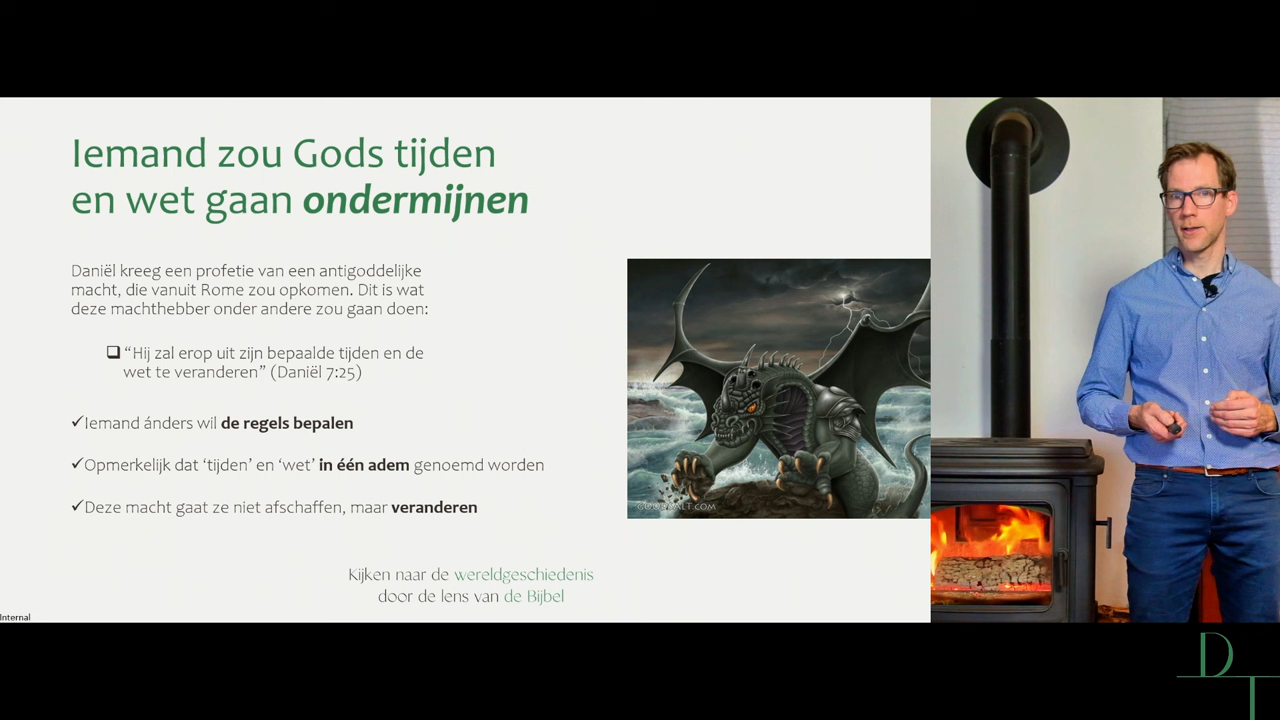 Iemand zou Gods tijden
en wet gaan ondermijnen
Daniël kreeg een profetie van een antigoddelijke
macht, die vanuit Rome zou opkomen. Dit is wat
deze machthebber onder andere zou gaan doen:
❑ “Hij zal erop uit zijn bepaalde tijden en de
wet te veranderen” (Daniël 7:25)
✓Iemand ánders wil de regels bepalen
✓Opmerkelijk dat ‘tijden’ en ‘wet’ in één adem genoemd worden
✓Deze macht gaat ze niet afschaffen, maar veranderen
Kijken naar de wereldgeschiedenis
door de lens van de Bijbel
Internal
DT